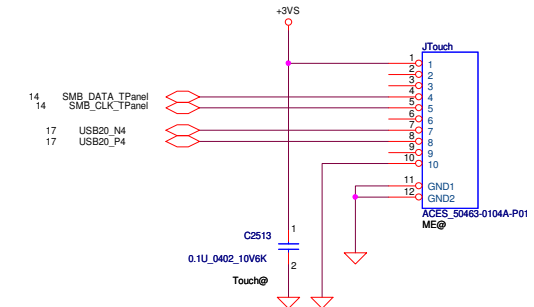 +3VS
JTouch
1 1
2 2
3 3
14 SMB_DATA_TPanel 4 4
14 SMB_CLK_TPanel 5 5
6 6
17 USB20_N4 7 7
17 USB20_P4 8 8
9 9
10 10
11 GND1
12 GND2
ACES_50463-0104A-P01
ME@
1
C2513
0.1U_0402_10V6K
2
Touch@